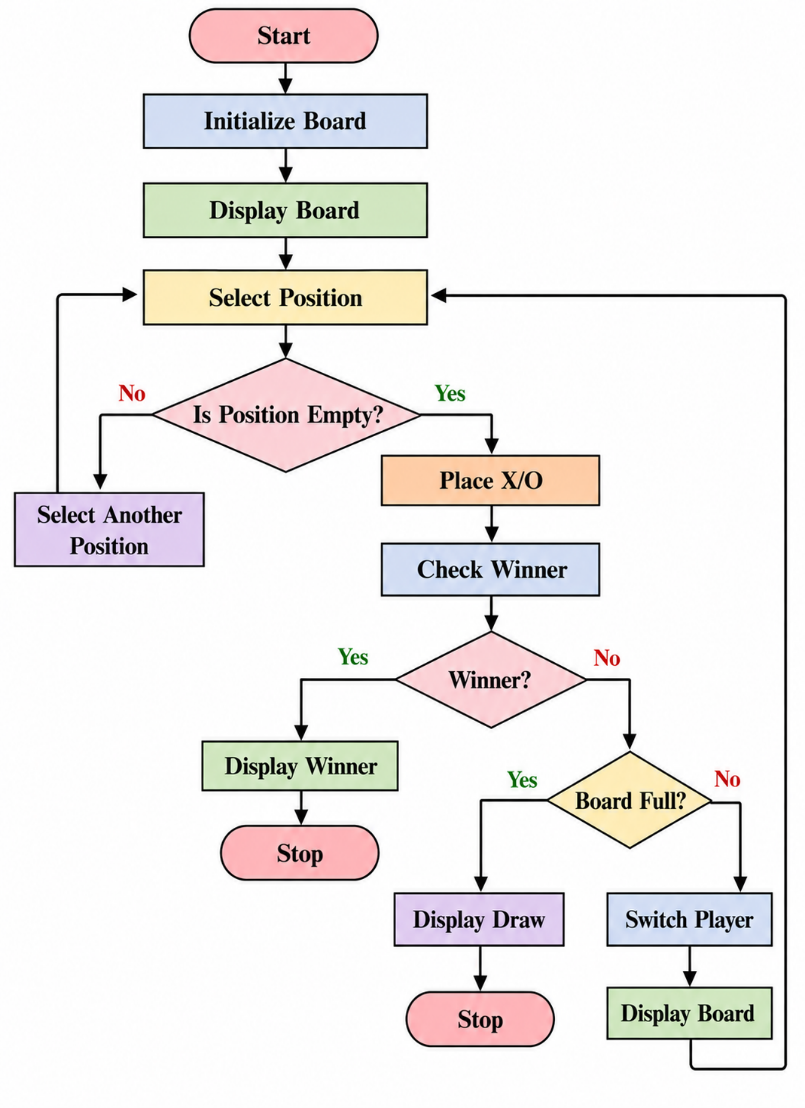 Start
Initialize Board
Display Board
Select Position
No
Yes
Is Position Empty?
Place X/O
Select Another
Position
Check Winner
Yes
No
Winner?
Display Winner
Yes
No
Board Full?
Stop
Display Draw
Switch Player
Stop
Display Board